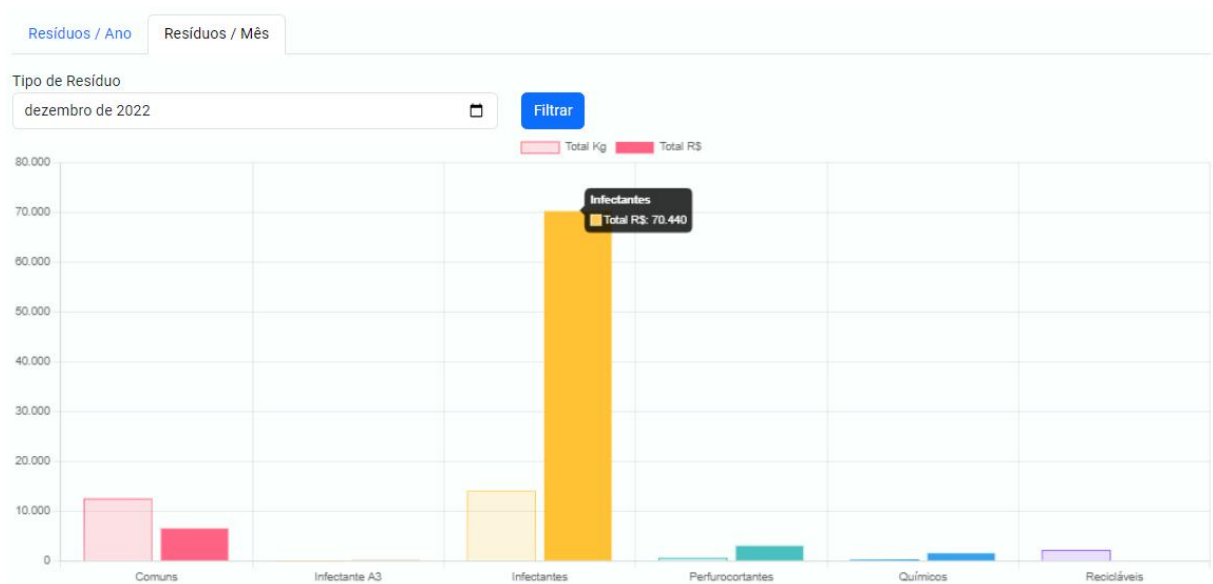 Resíduos / Ano
Resíduos / Mês
Tipo de Resíduo
dezembro de 2022
Filtrar
Total Kg
Total R$
80.000
70.000
60.000
50.000
40.000
30.000
20.000
10.000
0
Infectantes
Total R$: 70.440
Comuns
Infectante A3
Infectantes
Perfurocortantes
Químicos
Recicláveis